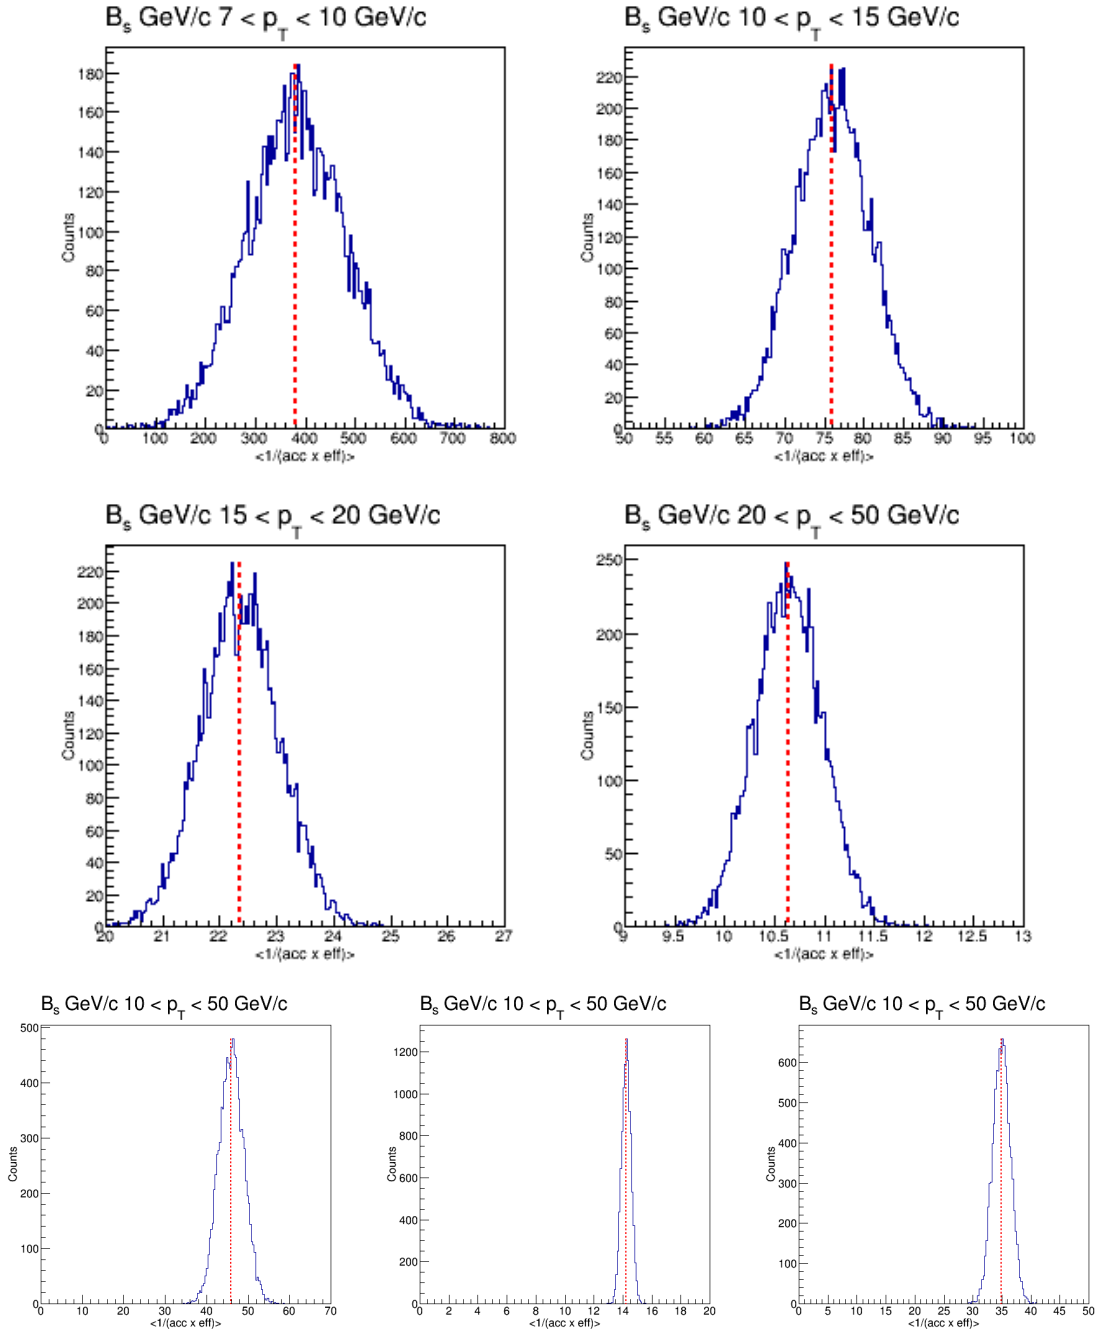 B_s GeV/c 7 < p_T < 10 GeV/c
Counts
180
160
140
120
100
80
60
40
20
0
0 100 200 300 400 500 600 700 800
<1/(acc x eff)>
B_s GeV/c 10 < p_T < 15 GeV/c
Counts
220
200
180
160
140
120
100
80
60
40
20
0
50 55 60 65 70 75 80 85 90 95 100
<1/(acc x eff)>
B_s GeV/c 15 < p_T < 20 GeV/c
Counts
220
200
180
160
140
120
100
80
60
40
20
0
20 21 22 23 24 25 26 27
<1/(acc x eff)>
B_s GeV/c 20 < p_T < 50 GeV/c
Counts
250
200
150
100
50
0
9 9.5 10 10.5 11 11.5 12 12.5 13
<1/(acc x eff)>
B_s GeV/c 10 < p_T < 50 GeV/c
Counts
500
400
300
200
100
0
0 10 20 30 40 50 60 70
<1/(acc x eff)>
B_s GeV/c 10 < p_T < 50 GeV/c
Counts
1200
1000
800
600
400
200
0
0 2 4 6 8 10 12 14 16 18 20
<1/(acc x eff)>
B_s GeV/c 10 < p_T < 50 GeV/c
Counts
600
500
400
300
200
100
0
0 5 10 15 20 25 30 35 40 45 50
<1/(acc x eff)>